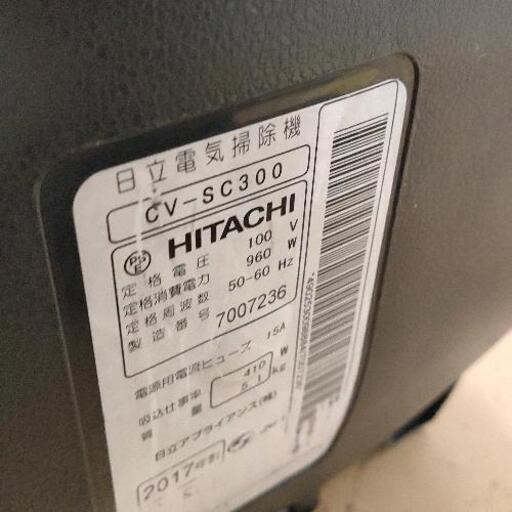 日立電気掃除機
CV-SC300
PS E
HITACHI
定格電圧 100 V
定格消費電力 960 W
定格周波数 50-60 Hz
製造番号 7007236
電源用電流ヒューズ 15A
吸込仕事率 410 W
質量 5.1 kg
日立アプライアンス(株)
2017年製